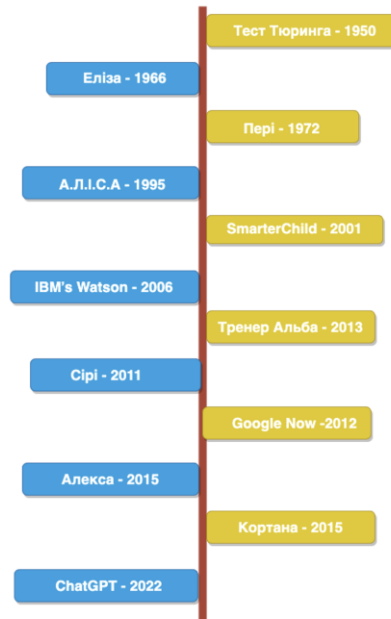 Тест Тюринга - 1950
Еліза - 1966
Пері - 1972
А.Л.І.С.А - 1995
SmarterChild - 2001
IBM's Watson - 2006
Тренер Альба - 2013
Сірі - 2011
Google Now -2012
Алекса - 2015
Кортана - 2015
ChatGPT - 2022